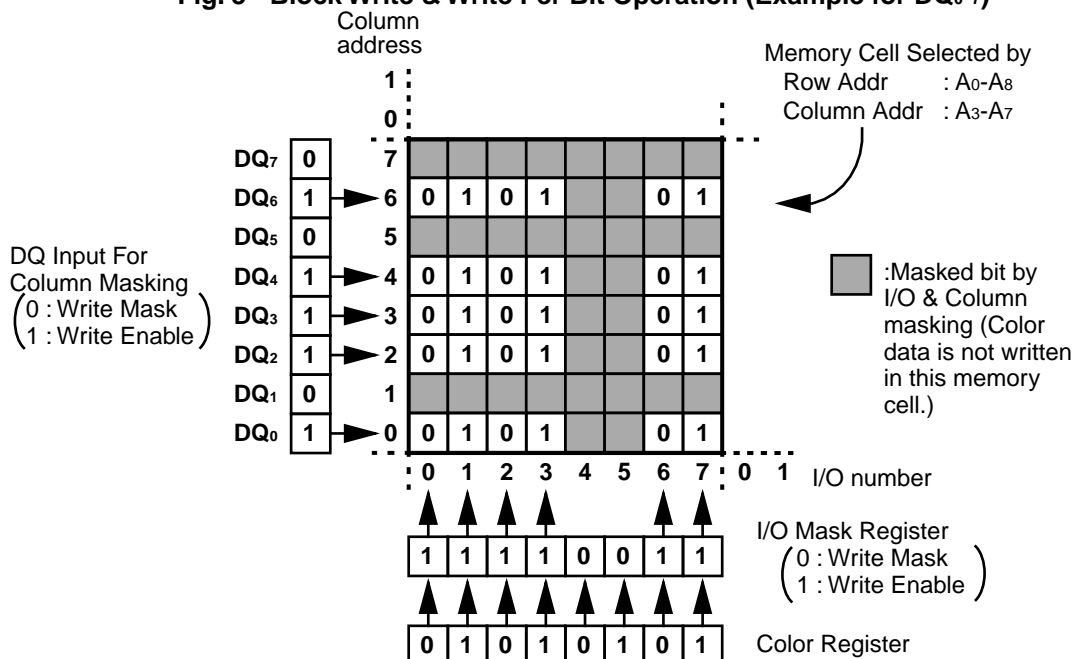 Block Write & Write Per Bit Operation (Example for DQ0-7)
Column
address
Memory Cell Selected by
Row Addr : A0-A8
Column Addr : A3-A7
1
0
DQ7 0 7
DQ6 1 6 0 1 0 1 0 1
DQ5 0 5
DQ4 1 4 0 1 0 1 0 1
DQ3 1 3 0 1 0 1 0 1
DQ2 1 2 0 1 0 1 0 1
DQ1 0 1
DQ0 1 0 0 1 0 1 0 1
DQ Input For
Column Masking
(0 : Write Mask
1 : Write Enable)
:Masked bit by
I/O & Column
masking (Color
data is not written
in this memory
cell.)
0 1 2 3 4 5 6 7 0 1 I/O number
1 1 1 1 0 0 1 1
I/O Mask Register
(0 : Write Mask
1 : Write Enable)
0 1 0 1 0 1 0 1 Color Register